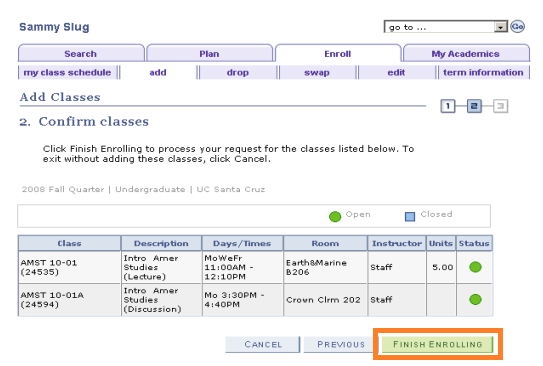 Sammy Slug
go to ...
Go
Search Plan Enroll My Academics
my class schedule add drop swap edit term information
Add Classes
1 2 3
2. Confirm classes
Click Finish Enrolling to process your request for the classes listed below. To
exit without adding these classes, click Cancel.
2008 Fall Quarter | Undergraduate | UC Santa Cruz
Open Closed
Class Description Days/Times Room Instructor Units Status
AMST 10-01
(24535)
Intro Amer
Studies
(Lecture)
MoWeFr
11:00AM -
12:10PM
Earth&Marine
B206
Staff
5.00
AMST 10-01A
(24594)
Intro Amer
Studies
(Discussion)
Mo 3:30PM -
4:40PM
Crown Clrm 202
Staff
CANCEL PREVIOUS FINISH ENROLLING